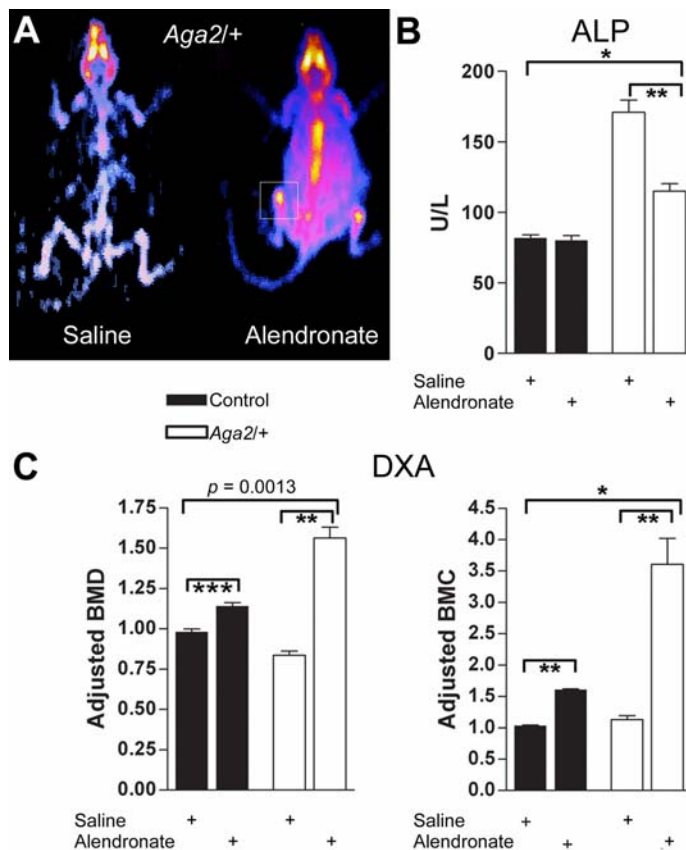 A
Aga2/+
Saline
Alendronate
B
ALP
*
**
200
150
100
50
0
U/L
Saline + +
Alendronate + +
Control
Aga2/+
C
DXA
p = 0.0013
**
***
1.75
1.50
1.25
1.00
0.75
0.50
0.25
0.00
Adjusted BMD
Saline + +
Alendronate + +
*
**
**
4.5
4.0
3.5
3.0
2.5
2.0
1.5
1.0
0.5
0.0
Adjusted BMC
Saline + +
Alendronate + +